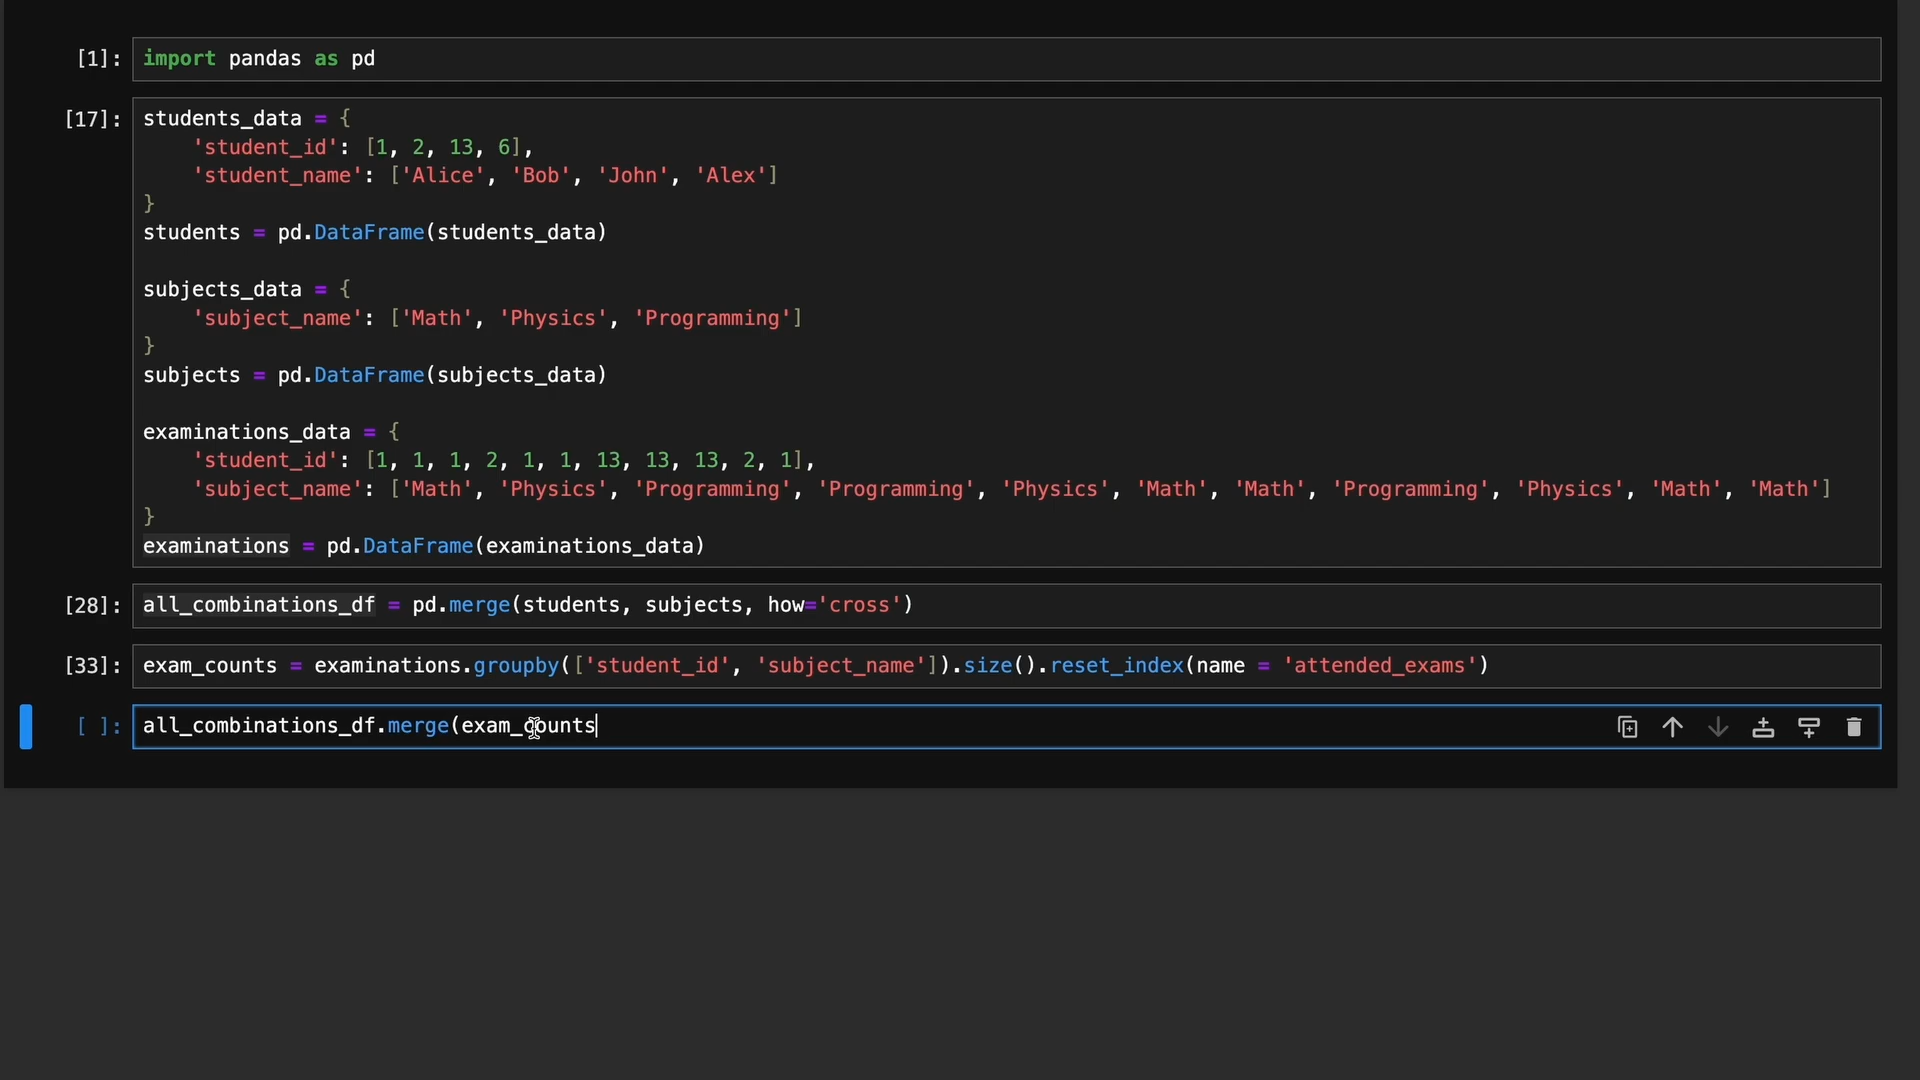 [1]: import pandas as pd
[17]: students_data = {
'student_id': [1, 2, 13, 6],
'student_name': ['Alice', 'Bob', 'John', 'Alex']
}
students = pd.DataFrame(students_data)
subjects_data = {
'subject_name': ['Math', 'Physics', 'Programming']
}
subjects = pd.DataFrame(subjects_data)
examinations_data = {
'student_id': [1, 1, 1, 2, 1, 1, 13, 13, 13, 2, 1],
'subject_name': ['Math', 'Physics', 'Programming', 'Programming', 'Physics', 'Math', 'Math', 'Programming', 'Physics', 'Math', 'Math']
}
examinations = pd.DataFrame(examinations_data)
[28]: all_combinations_df = pd.merge(students, subjects, how='cross')
[33]: exam_counts = examinations.groupby(['student_id', 'subject_name']).size().reset_index(name = 'attended_exams')
[ ]: all_combinations_df.merge(exam_counts